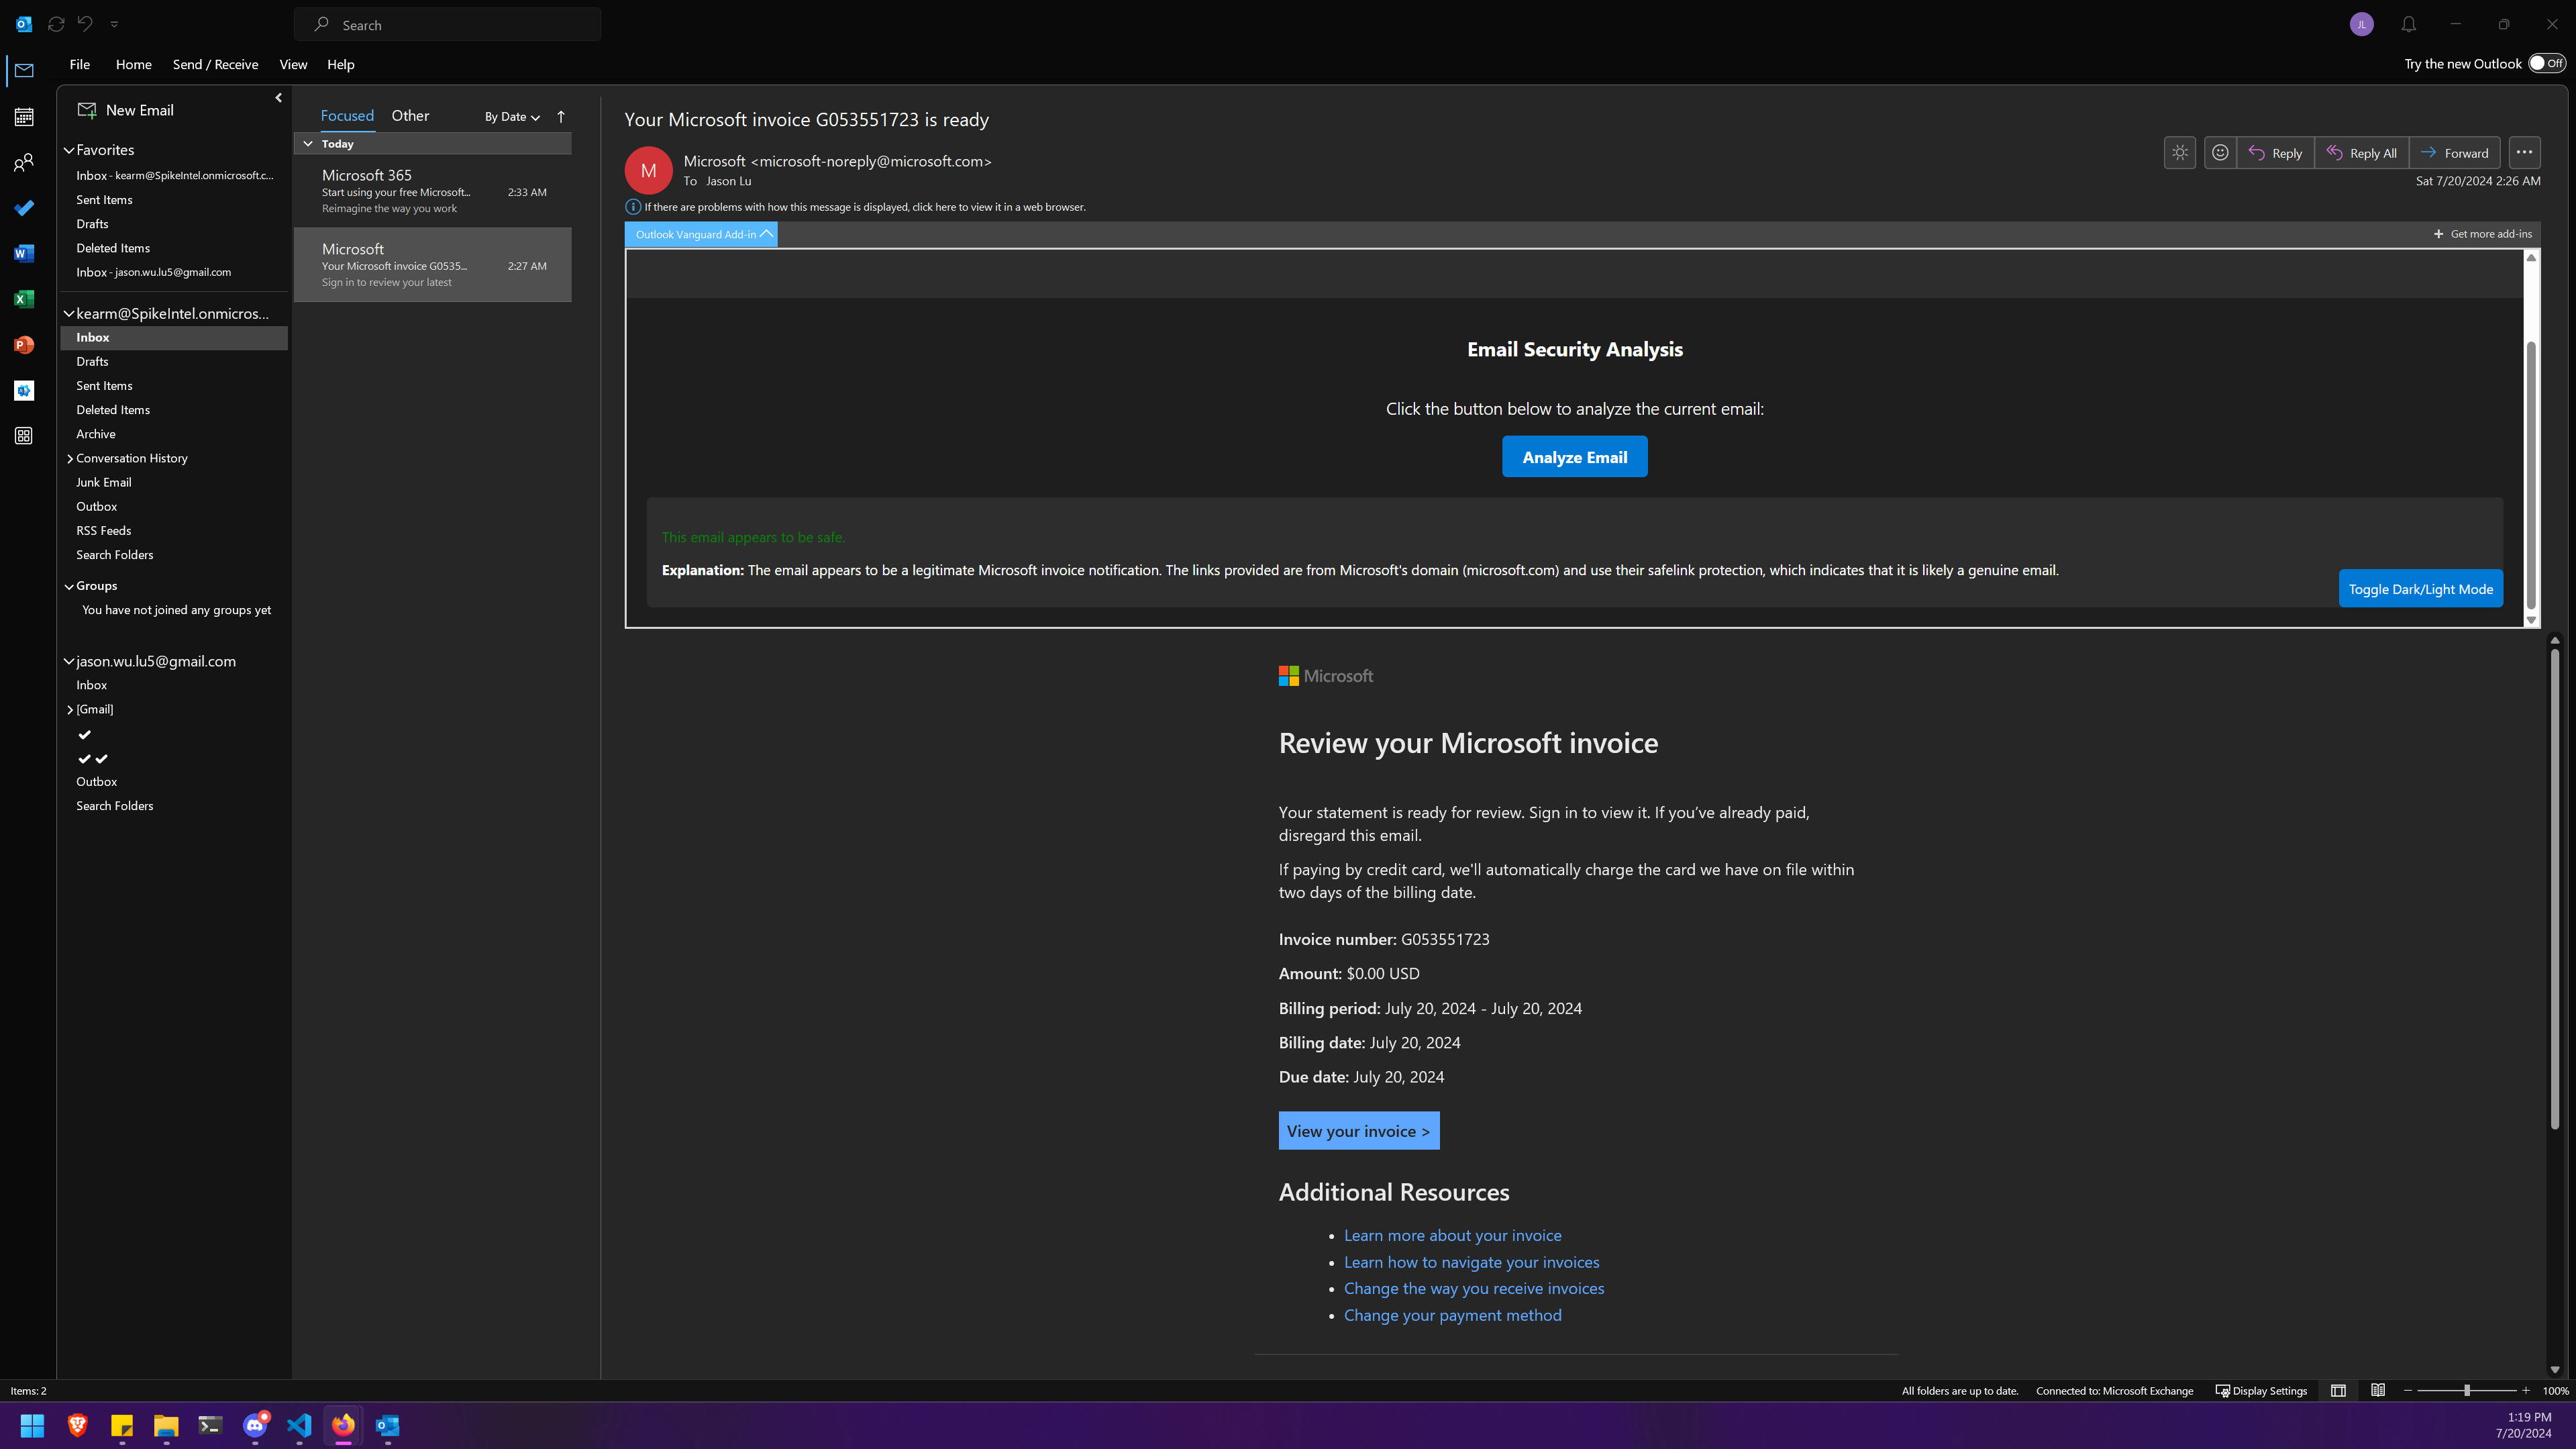 Search
JL
File Home Send / Receive View Help
Try the new Outlook Off
New Email
Favorites
Inbox - kearm@SpikeIntel.onmicrosoft.c...
Sent Items
Drafts
Deleted Items
Inbox - jason.wu.lu5@gmail.com
kearm@SpikeIntel.onmicros...
Inbox
Drafts
Sent Items
Deleted Items
Archive
Conversation History
Junk Email
Outbox
RSS Feeds
Search Folders
Groups
You have not joined any groups yet
jason.wu.lu5@gmail.com
Inbox
[Gmail]
Outbox
Search Folders
Focused Other By Date
Today
Microsoft 365
Start using your free Microsoft... 2:33 AM
Reimagine the way you work
Microsoft
Your Microsoft invoice G0535... 2:27 AM
Sign in to review your latest
Your Microsoft invoice G053551723 is ready
M
Microsoft <microsoft-noreply@microsoft.com>
To Jason Lu
Reply Reply All Forward
Sat 7/20/2024 2:26 AM
If there are problems with how this message is displayed, click here to view it in a web browser.
Outlook Vanguard Add-in
Get more add-ins
Email Security Analysis
Click the button below to analyze the current email:
Analyze Email
This email appears to be safe.
Explanation: The email appears to be a legitimate Microsoft invoice notification. The links provided are from Microsoft's domain (microsoft.com) and use their safelink protection, which indicates that it is likely a genuine email.
Toggle Dark/Light Mode
Microsoft
Review your Microsoft invoice
Your statement is ready for review. Sign in to view it. If you’ve already paid,
disregard this email.
If paying by credit card, we'll automatically charge the card we have on file within
two days of the billing date.
Invoice number: G053551723
Amount: $0.00 USD
Billing period: July 20, 2024 - July 20, 2024
Billing date: July 20, 2024
Due date: July 20, 2024
View your invoice >
Additional Resources
• Learn more about your invoice
• Learn how to navigate your invoices
• Change the way you receive invoices
• Change your payment method
Items: 2
All folders are up to date. Connected to: Microsoft Exchange Display Settings 100%
1:19 PM
7/20/2024